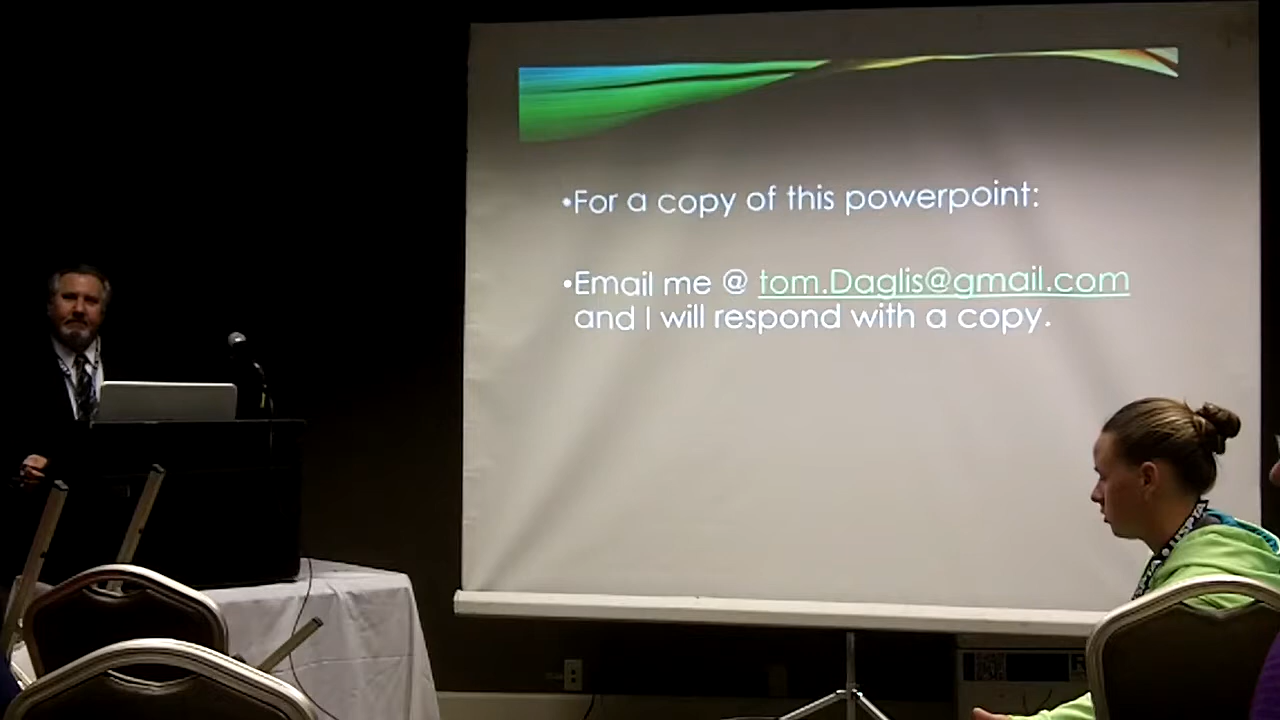 •For a copy of this powerpoint:
•Email me @ tom.Daglis@gmail.com
and I will respond with a copy.